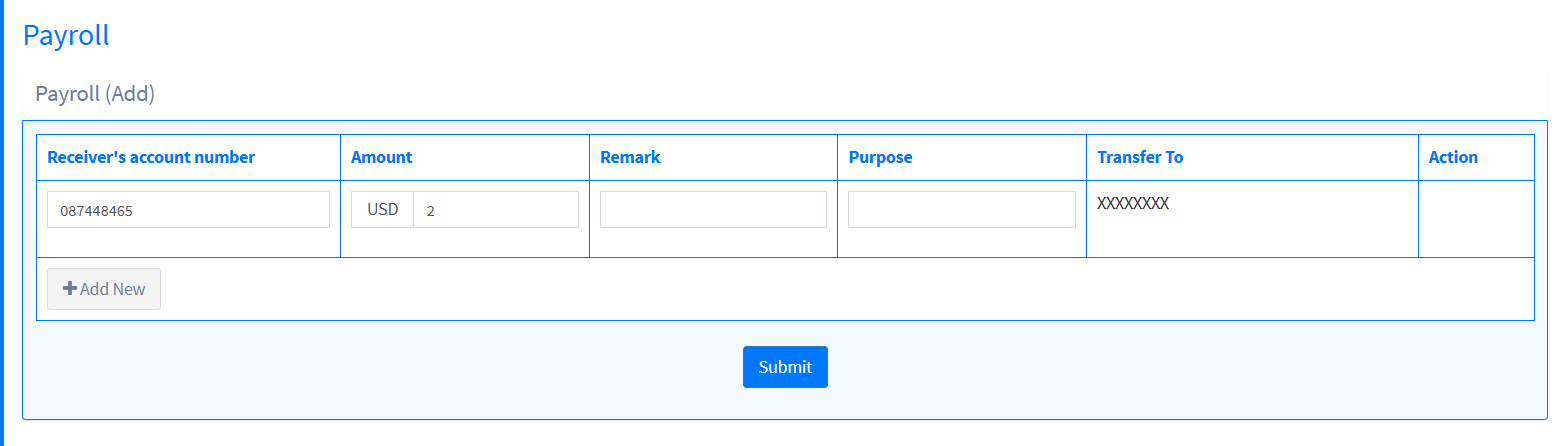 Payroll
Payroll (Add)
Receiver's account number Amount Remark Purpose Transfer To Action
087448465 USD 2 XXXXXXXX
Add New
Submit